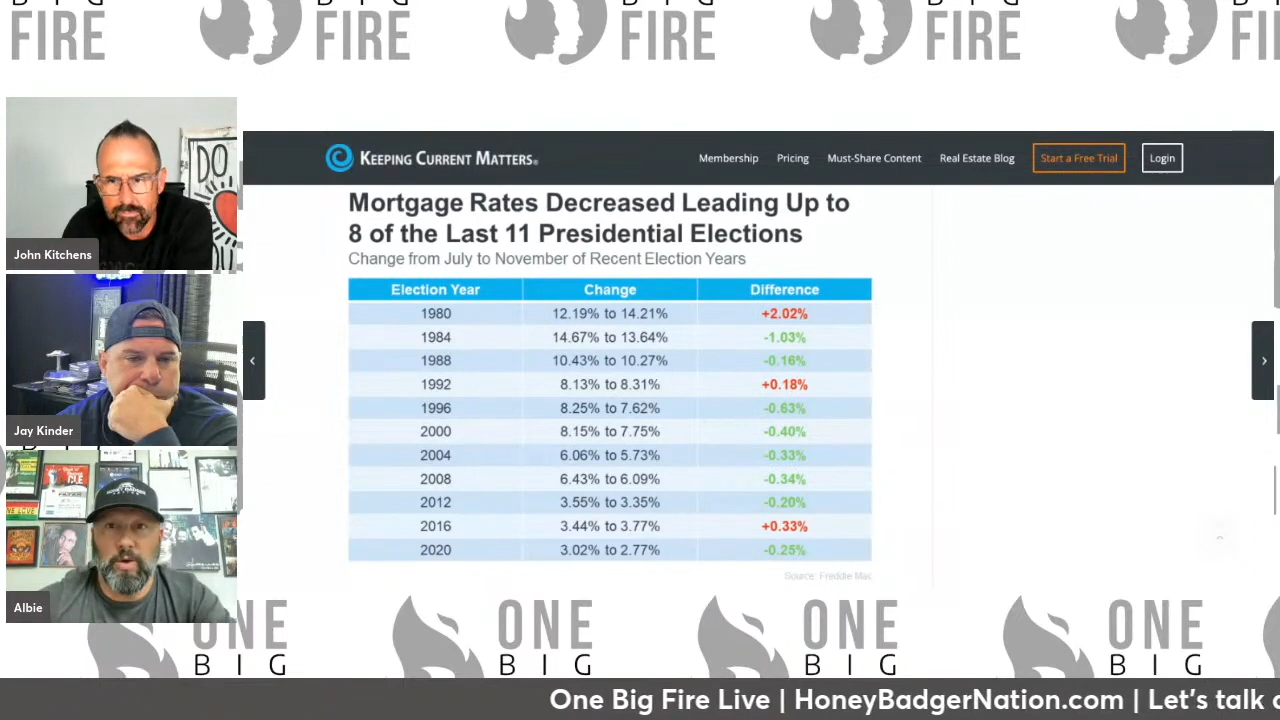 BIG
FIRE
FIRE
FIRE
FIRE
FI
KEEPING CURRENT MATTERS®
Membership
Pricing
Must-Share Content
Real Estate Blog
Start a Free Trial
Login
Mortgage Rates Decreased Leading Up to
8 of the Last 11 Presidential Elections
Change from July to November of Recent Election Years
Election Year Change Difference
1980 12.19% to 14.21% +2.02%
1984 14.67% to 13.64% -1.03%
1988 10.43% to 10.27% -0.16%
1992 8.13% to 8.31% +0.18%
1996 8.25% to 7.62% -0.63%
2000 8.15% to 7.75% -0.40%
2004 6.06% to 5.73% -0.33%
2008 6.43% to 6.09% -0.34%
2012 3.55% to 3.35% -0.20%
2016 3.44% to 3.77% +0.33%
2020 3.02% to 2.77% -0.25%
Source: Freddie Mac
DO
John Kitchens
Jay Kinder
Albie
ONE
BIG
ONE
BIG
ONE
BIG
ONE
BIG
One Big Fire Live | HoneyBadgerNation.com | Let's talk